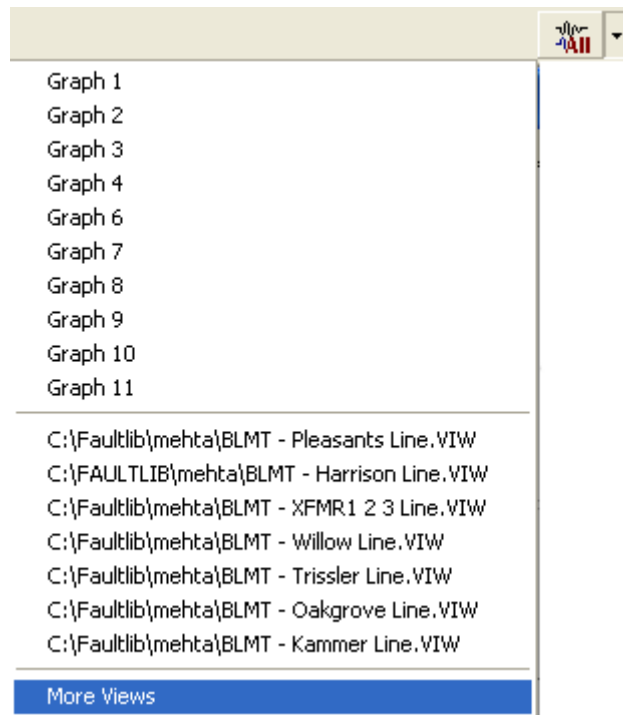 All
Graph 1
Graph 2
Graph 3
Graph 4
Graph 6
Graph 7
Graph 8
Graph 9
Graph 10
Graph 11
C:\Faultlib\mehta\BLMT - Pleasants Line.VIW
C:\FAULTLIB\mehta\BLMT - Harrison Line.VIW
C:\Faultlib\mehta\BLMT - XFMR1 2 3 Line.VIW
C:\Faultlib\mehta\BLMT - Willow Line.VIW
C:\Faultlib\mehta\BLMT - Trissler Line.VIW
C:\Faultlib\mehta\BLMT - Oakgrove Line.VIW
C:\Faultlib\mehta\BLMT - Kammer Line.VIW
More Views